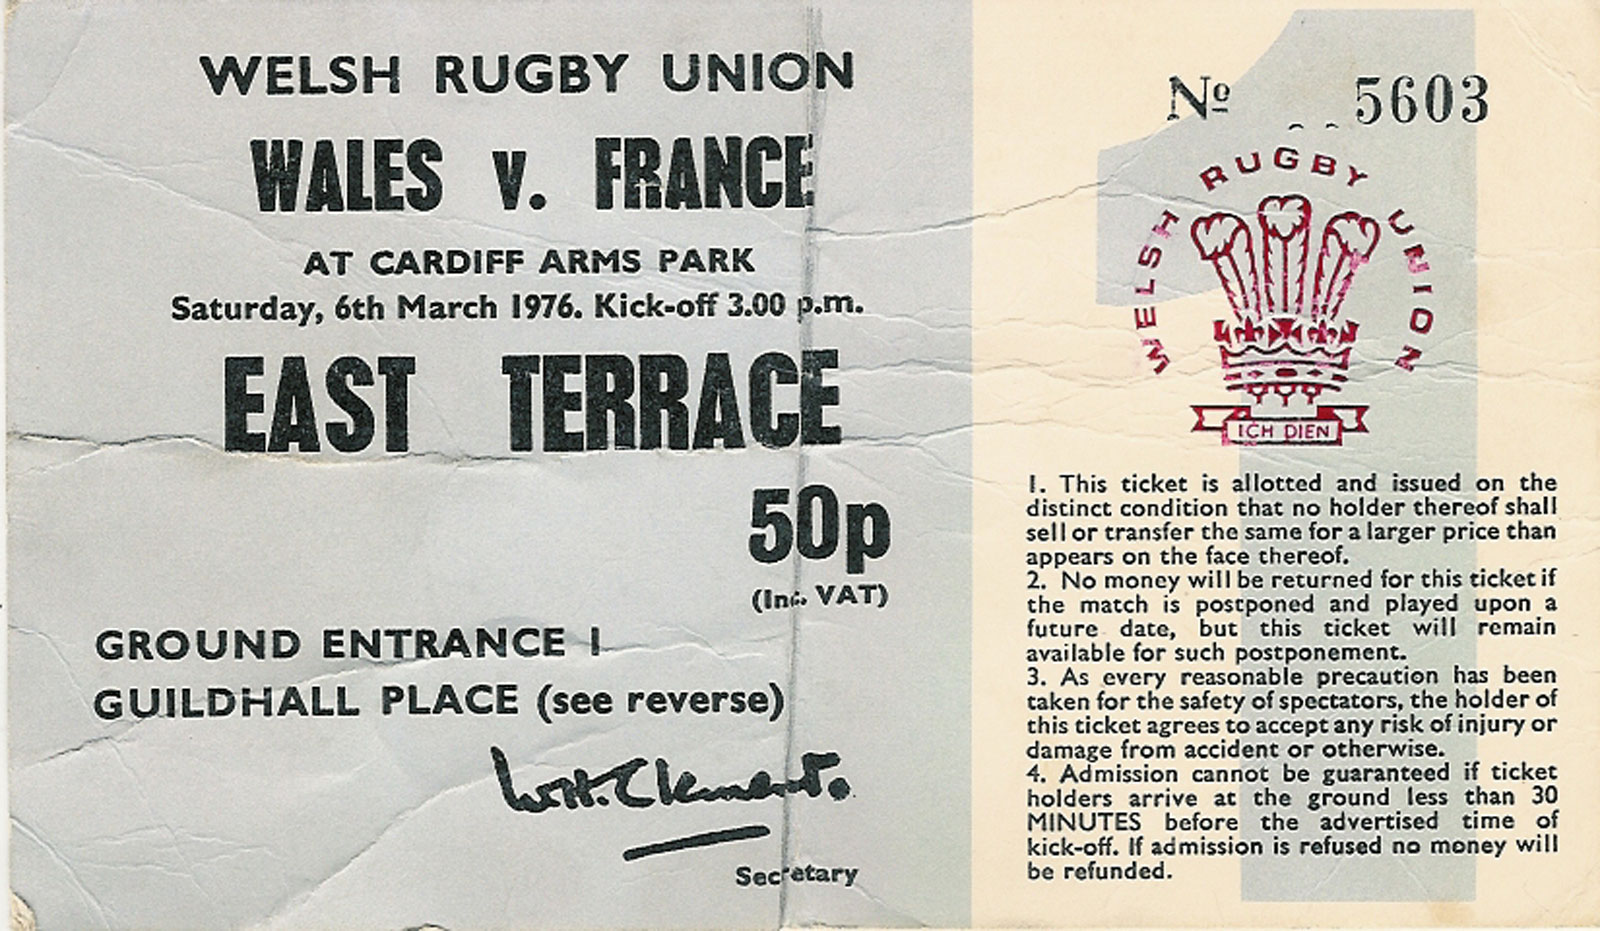 WELSH RUGBY UNION
WALES v. FRANCE
AT CARDIFF ARMS PARK
Saturday, 6th March 1976. Kick-off 3.00 p.m.
EAST TERRACE
50p
(Inc. VAT)
GROUND ENTRANCE 1
GUILDHALL PLACE (see reverse)
W.H. Clement.
Secretary
1
Nº 5603
WELSH RUGBY UNION
ICH DIEN
1. This ticket is allotted and issued on the
distinct condition that no holder thereof shall
sell or transfer the same for a larger price than
appears on the face thereof.
2. No money will be returned for this ticket if
the match is postponed and played upon a
future date, but this ticket will remain
available for such postponement.
3. As every reasonable precaution has been
taken for the safety of spectators, the holder of
this ticket agrees to accept any risk of injury or
damage from accident or otherwise.
4. Admission cannot be guaranteed if ticket
holders arrive at the ground less than 30
MINUTES before the advertised time of
kick-off. If admission is refused no money will
be refunded.